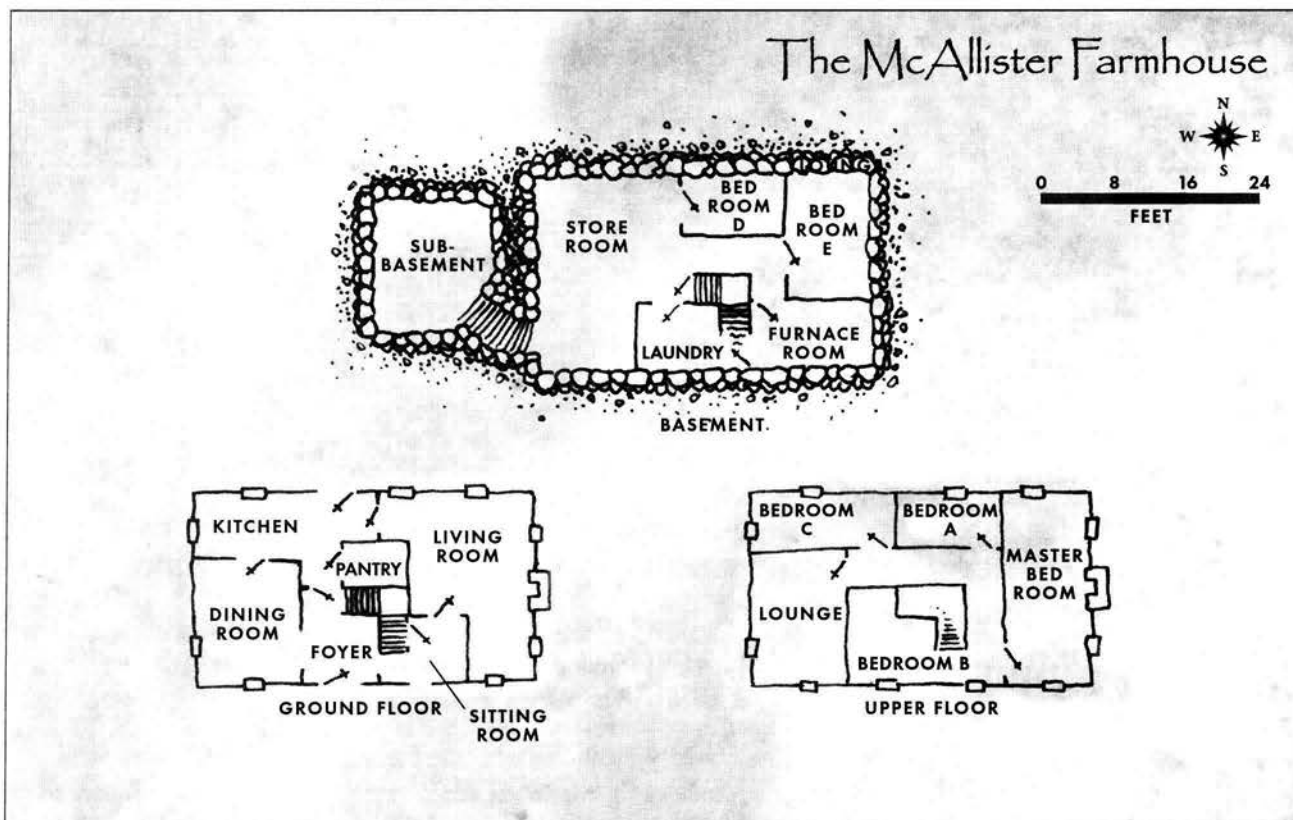 The McAllister Farmhouse
N
W E
S
0 8 16 24
FEET
SUB-
BASEMENT
STORE
ROOM
BED
ROOM
D
BED
ROOM
E
LAUNDRY
FURNACE
ROOM
BASEMENT.
KITCHEN
LIVING
ROOM
PANTRY
DINING
ROOM
FOYER
GROUND FLOOR
SITTING
ROOM
BEDROOM
C
BEDROOM
A
MASTER
BED
ROOM
LOUNGE
BEDROOM B
UPPER FLOOR